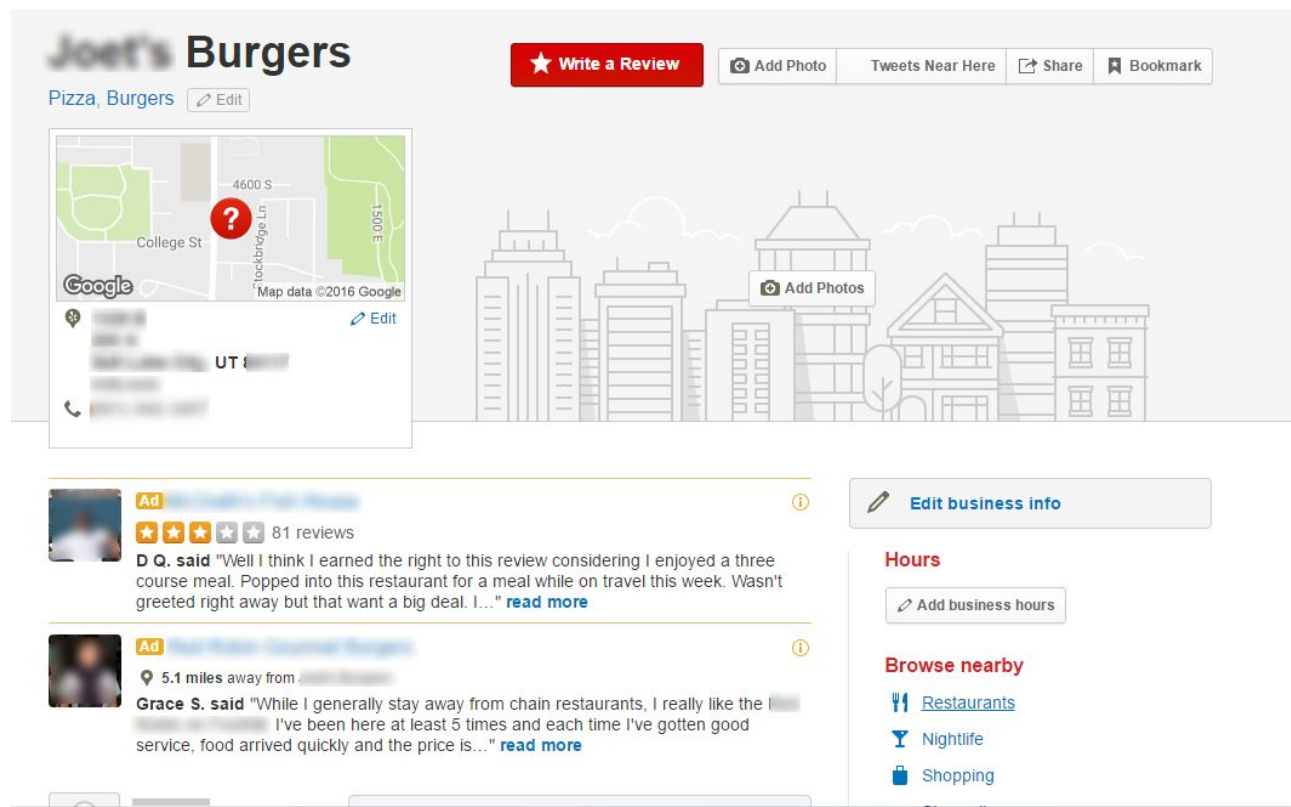 Burgers
Write a Review
Add Photo
Tweets Near Here
Share
Bookmark
Pizza, Burgers
Edit
4600 S
1500 E
College St
Stockbridge Ln
?
Google
Map data ©2016 Google
Edit
UT
Add Photos
Ad
81 reviews
D Q. said "Well I think I earned the right to this review considering I enjoyed a three
course meal. Popped into this restaurant for a meal while on travel this week. Wasn't
greeted right away but that want a big deal. I..." read more
Ad
5.1 miles away from
Grace S. said "While I generally stay away from chain restaurants, I really like the
I've been here at least 5 times and each time I've gotten good
service, food arrived quickly and the price is..." read more
Edit business info
Hours
Add business hours
Browse nearby
Restaurants
Nightlife
Shopping